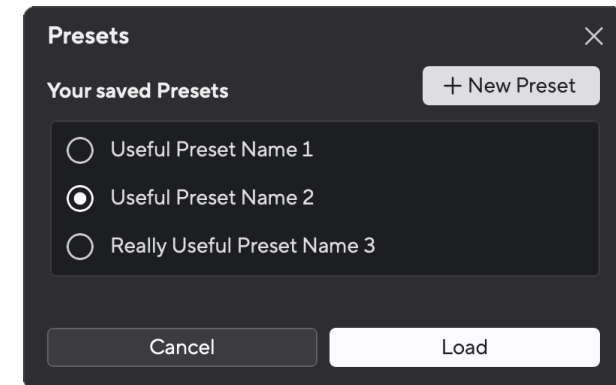 Presets
Your saved Presets
+ New Preset
Useful Preset Name 1
Useful Preset Name 2
Really Useful Preset Name 3
Cancel
Load